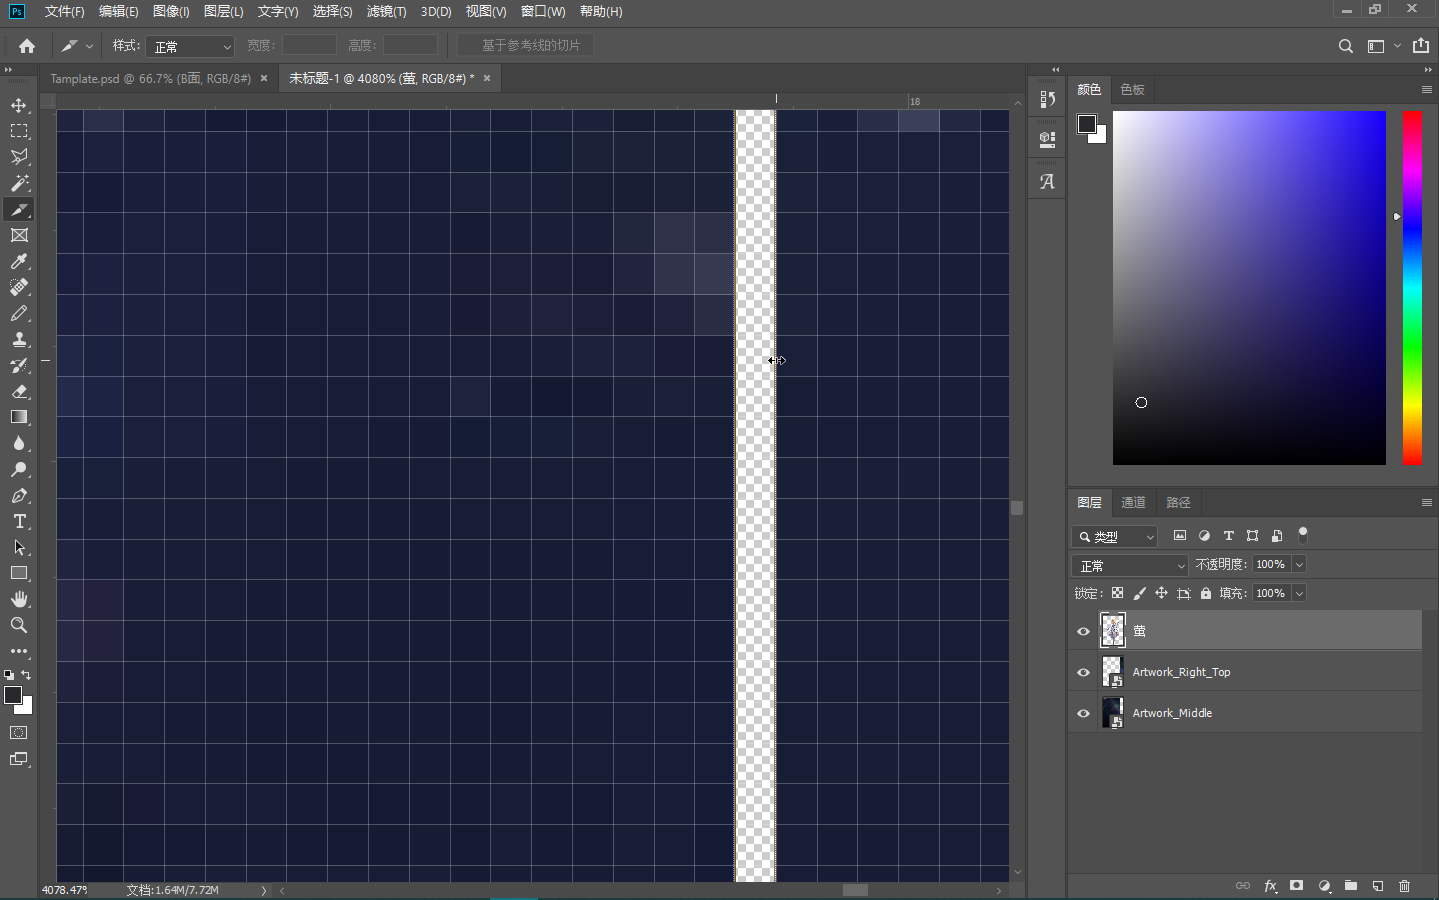 Ps 文件(F) 编辑(E) 图像(I) 图层(L) 文字(Y) 选择(S) 滤镜(T) 3D(D) 视图(V) 窗口(W) 帮助(H)
样式: 正常 宽度: 高度: 基于参考线的切片
Tamplate.psd @ 66.7% (B面, RGB/8#) × 未标题-1 @ 4080% (萤, RGB/8#) * ×
18
颜色 色板
图层 通道 路径
类型
正常 不透明度: 100%
锁定: 填充: 100%
萤
Artwork_Right_Top
Artwork_Middle
4078.47% 文档:1.64M/7.72M
fx